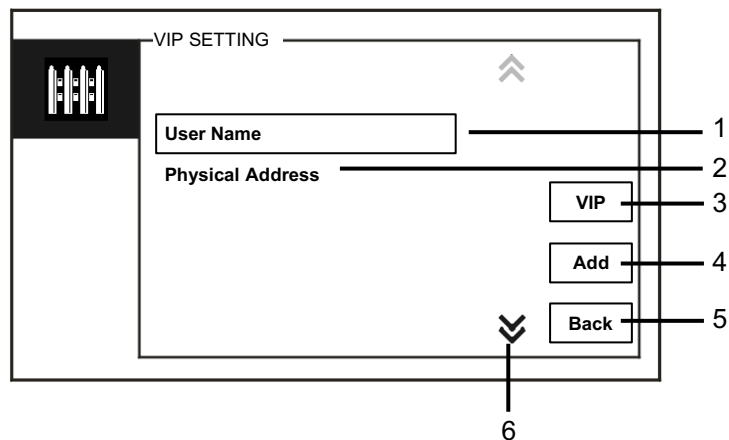 VIP SETTING
User Name
1
Physical Address
2
VIP
3
Add
4
Back
5
6